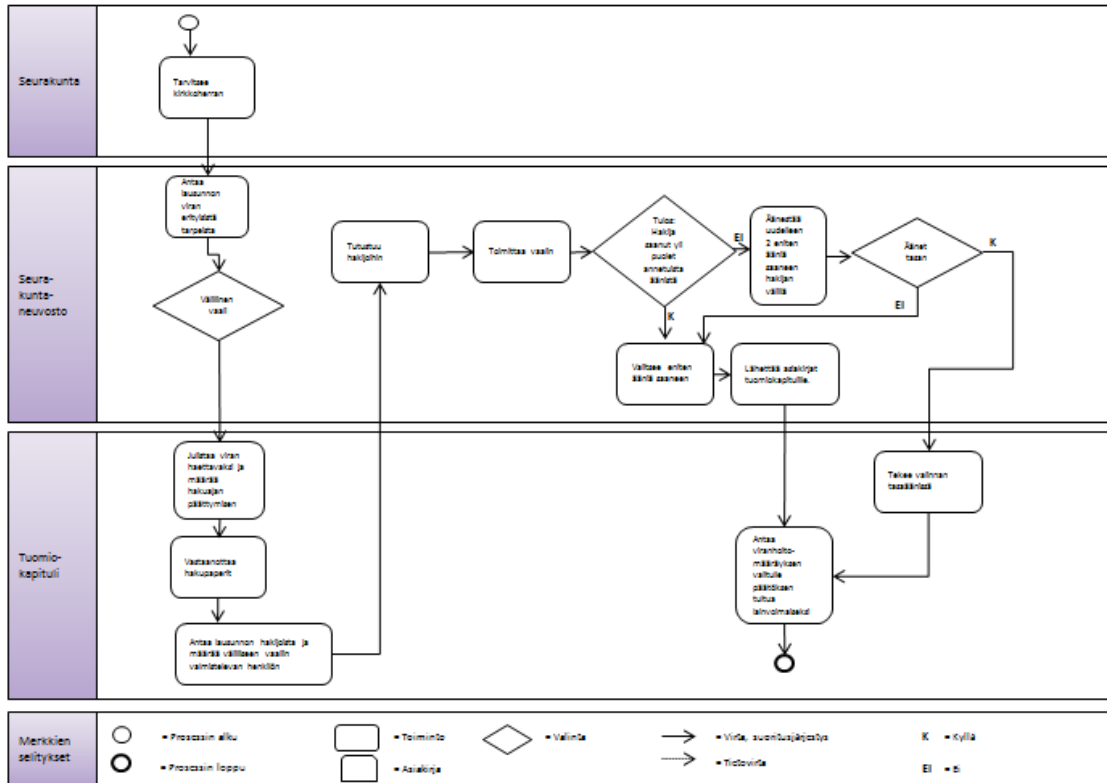 Seurakunta
Tarvitsee
kirkkoherran
Seura-
kunta-
neuvosto
Antaa
lausunnon
viran
erityisistä
tarpeista
Välillinen
vaali
Tutustuu
hakijoihin
Toimittaa vaalin
Tulos:
Hakija
saanut yli
puolet
annetuista
äänistä
EI
K
Äänestää
uudelleen
2 eniten
ääniä
saaneen
hakijan
välillä
Äänet
tasan
K
EI
Valitsee eniten
ääniä saaneen
Lähettää asiakirjat
tuomiokapitulille.
Tuomio-
kapituli
Julistaa viran
haettavaksi ja
määrää
hakuajan
päättymisen
Vastaanottaa
hakupaperit
Antaa lausunnon hakijoista ja
määrää välilliseen vaaliin
valmistelevan henkilön
Tekee valinnan
tasaäänissä
Antaa
viranhoito-
määräyksen
valitulle
päätöksen
tultua
lainvoimaiseksi
Merkkien
selitykset
= Prosessin alku
= Prosessin loppu
= Toiminto
= Asiakirja
= Valinta
= Virta, suoritusjärjestys
= Tietovirta
K = Kyllä
EI = Ei